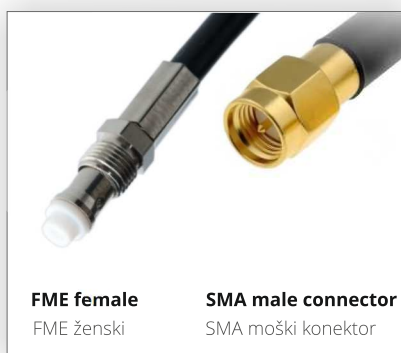 FME female SMA male connector
FME ženski SMA moški konektor